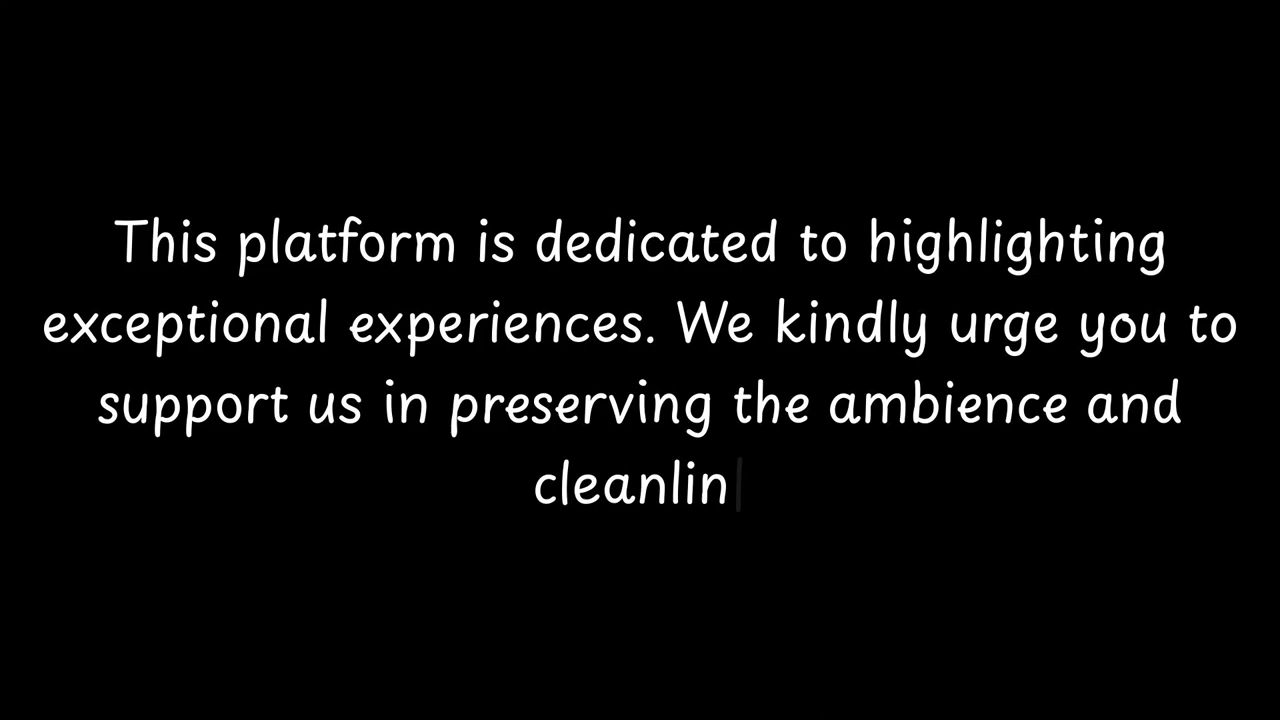 This platform is dedicated to highlighting
exceptional experiences. We kindly urge you to
support us in preserving the ambience and
cleanlin